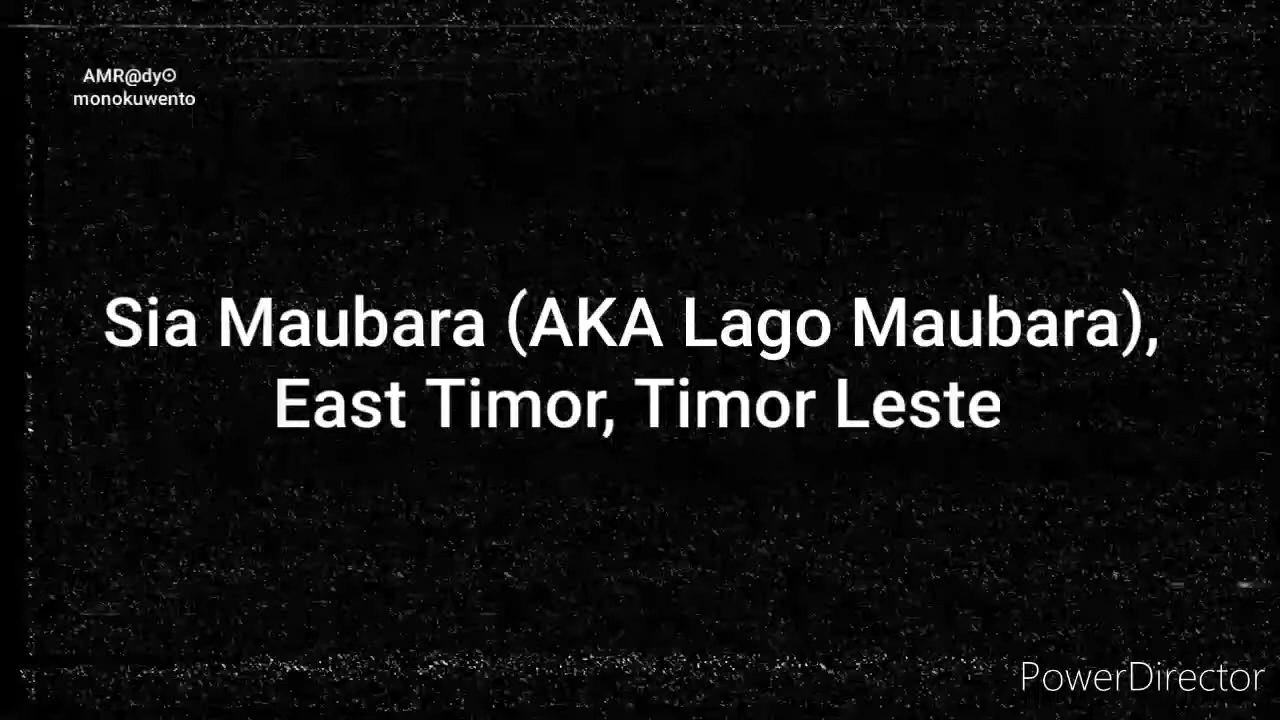 AMR@dy⊙
monokuwento
Sia Maubara (AKA Lago Maubara),
East Timor, Timor Leste
PowerDirector